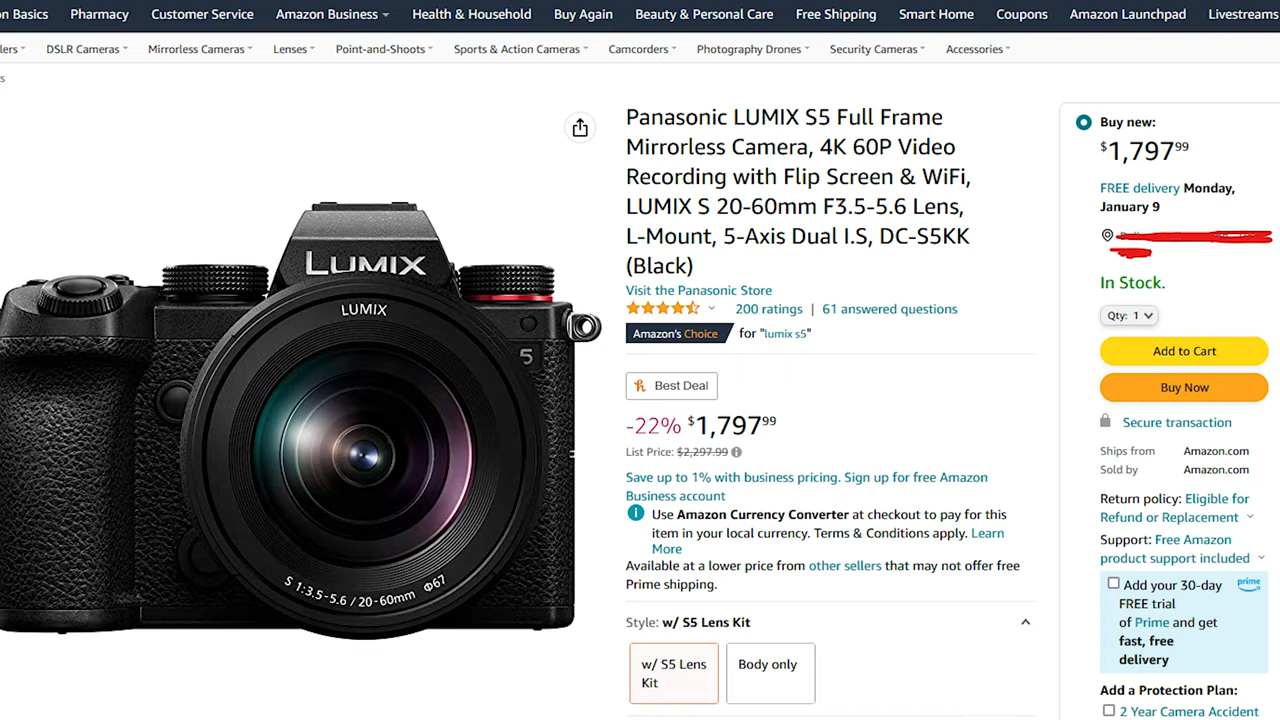 n Basics Pharmacy Customer Service Amazon Business Health & Household Buy Again Beauty & Personal Care Free Shipping Smart Home Coupons Amazon Launchpad Livestreams
lers DSLR Cameras Mirrorless Cameras Lenses Point-and-Shoots Sports & Action Cameras Camcorders Photography Drones Security Cameras Accessories
s
LUMIX
LUMIX
5
S 1:3.5-5.6 / 20-60mm Φ67
Panasonic LUMIX S5 Full Frame
Mirrorless Camera, 4K 60P Video
Recording with Flip Screen & WiFi,
LUMIX S 20-60mm F3.5-5.6 Lens,
L-Mount, 5-Axis Dual I.S, DC-S5KK
(Black)
Visit the Panasonic Store
200 ratings | 61 answered questions
Amazon's Choice for "lumix s5"
Best Deal
-22% $1,79799
List Price: $2,297.99
Save up to 1% with business pricing. Sign up for free Amazon
Business account
Use Amazon Currency Converter at checkout to pay for this
item in your local currency. Terms & Conditions apply. Learn
More
Available at a lower price from other sellers that may not offer free
Prime shipping.
Style: w/ S5 Lens Kit
w/ S5 Lens
Kit
Body only
Buy new:
$1,79799
FREE delivery Monday,
January 9
In Stock.
Qty: 1
Add to Cart
Buy Now
Secure transaction
Ships from Amazon.com
Sold by Amazon.com
Return policy: Eligible for
Refund or Replacement
Support: Free Amazon
product support included
Add your 30-day prime
FREE trial
of Prime and get
fast, free
delivery
Add a Protection Plan:
2 Year Camera Accident